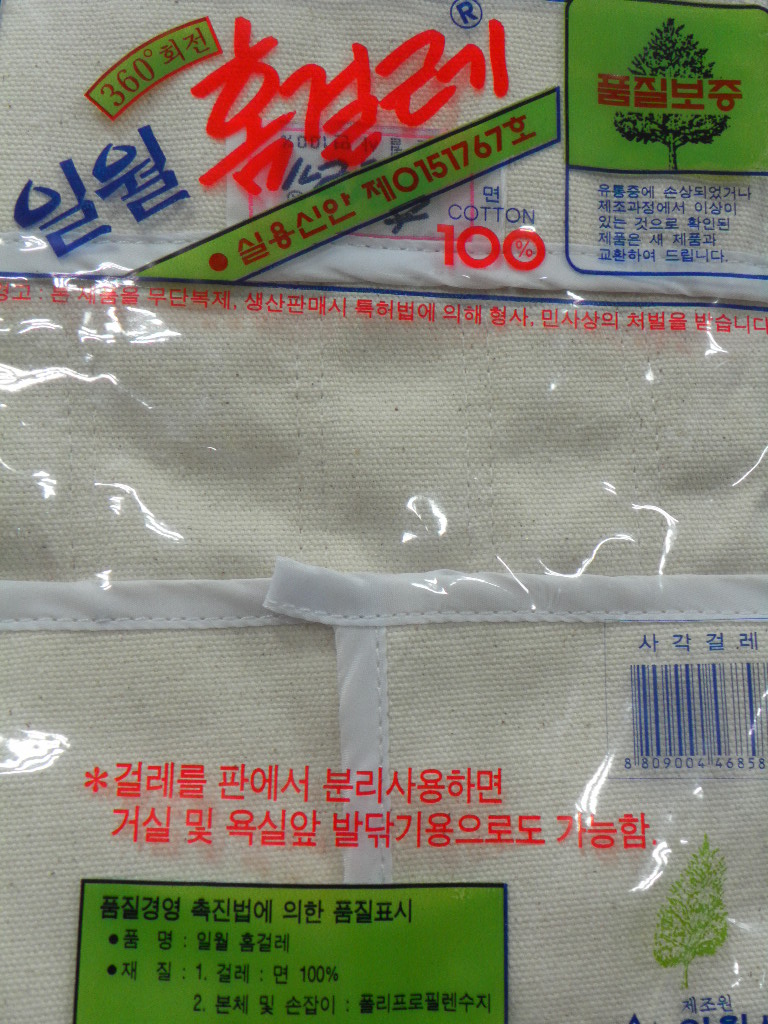 360° 회전
일월 홈걸레 ®
● 실용신안 제0151767호
면
COTTON
100%
품질보증
유통중에 손상되었거나
제조과정에서 이상이
있는 것으로 확인된
제품은 새 제품과
교환하여 드립니다.
경고 : 본 제품을 무단복제, 생산판매시 특허법에 의해 형사, 민사상의 처벌을 받습니다
사각걸레
8 809004 46858
*걸레를 판에서 분리사용하면
거실 및 욕실앞 발닦기용으로도 가능함.
품질경영 촉진법에 의한 품질표시
●품 명 : 일월 홈걸레
●재 질 : 1. 걸레 : 면 100%
2. 본체 및 손잡이 : 폴리프로필렌수지
제조원